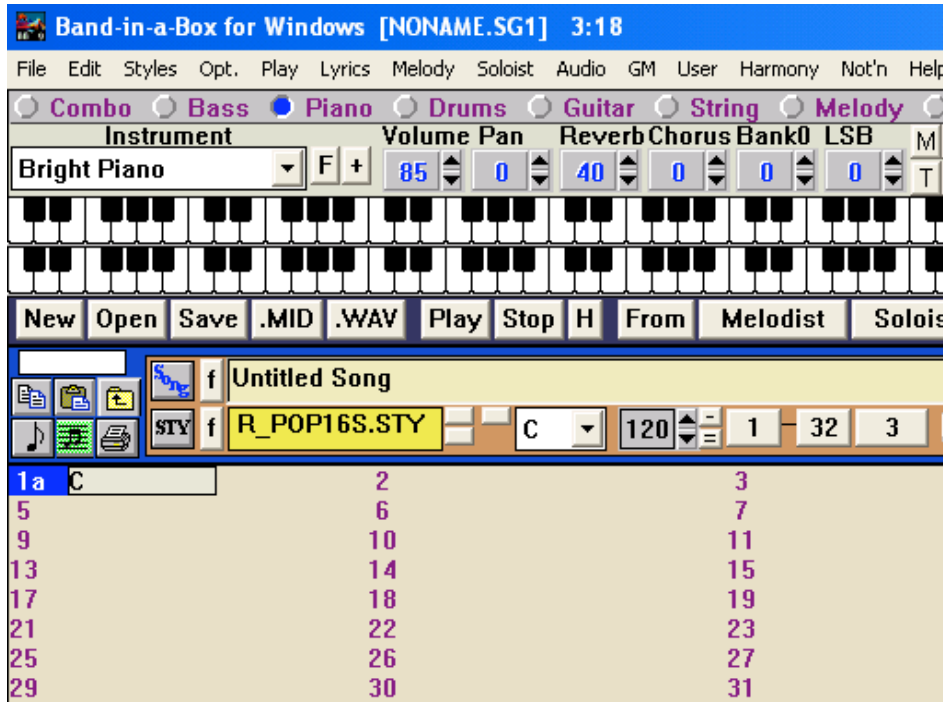 Band-in-a-Box for Windows [NONAME.SG1] 3:18
File Edit Styles Opt. Play Lyrics Melody Soloist Audio GM User Harmony Not'n Help
Combo Bass Piano Drums Guitar String Melody
Instrument Volume Pan Reverb Chorus Bank0 LSB M
Bright Piano F + 85 0 40 0 0 0 T
New Open Save .MID .WAV Play Stop H From Melodist Solois
Song f Untitled Song
STY f R_POP16S.STY C 120 - = 1 - 32 3
1a C 2 3
5 6 7
9 10 11
13 14 15
17 18 19
21 22 23
25 26 27
29 30 31